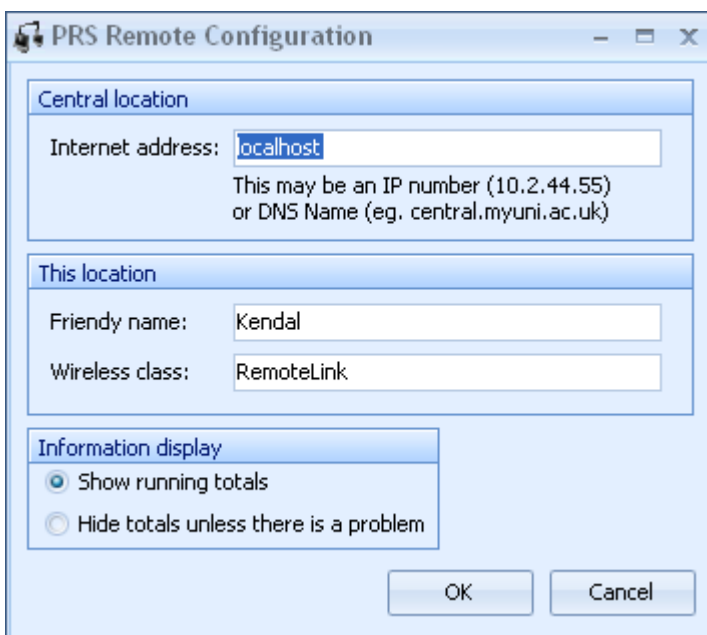 PRS Remote Configuration
Central location
Internet address: localhost
This may be an IP number (10.2.44.55)
or DNS Name (eg. central.myuni.ac.uk)
This location
Friendy name: Kendal
Wireless class: RemoteLink
Information display
Show running totals
Hide totals unless there is a problem
OK Cancel